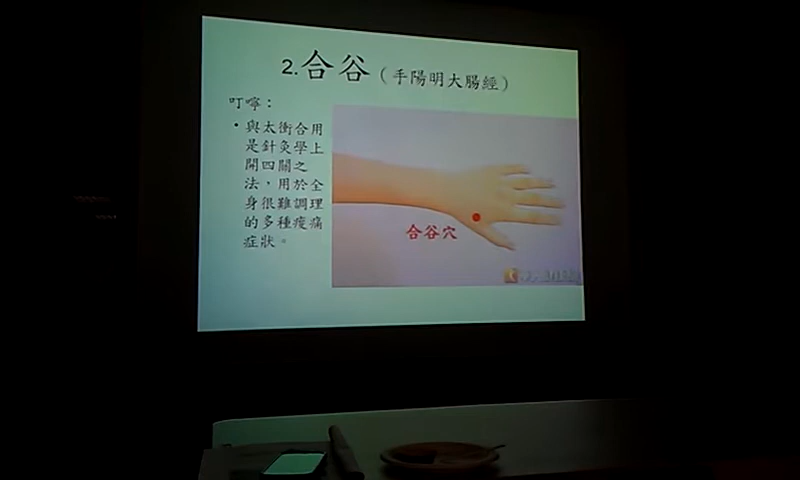 2.合谷(手陽明大腸經)
叮嚀：
•與太衝合用
是針灸學上
開四關之
法，用於全
身很難調理
的多種痠痛
症狀。
合谷穴